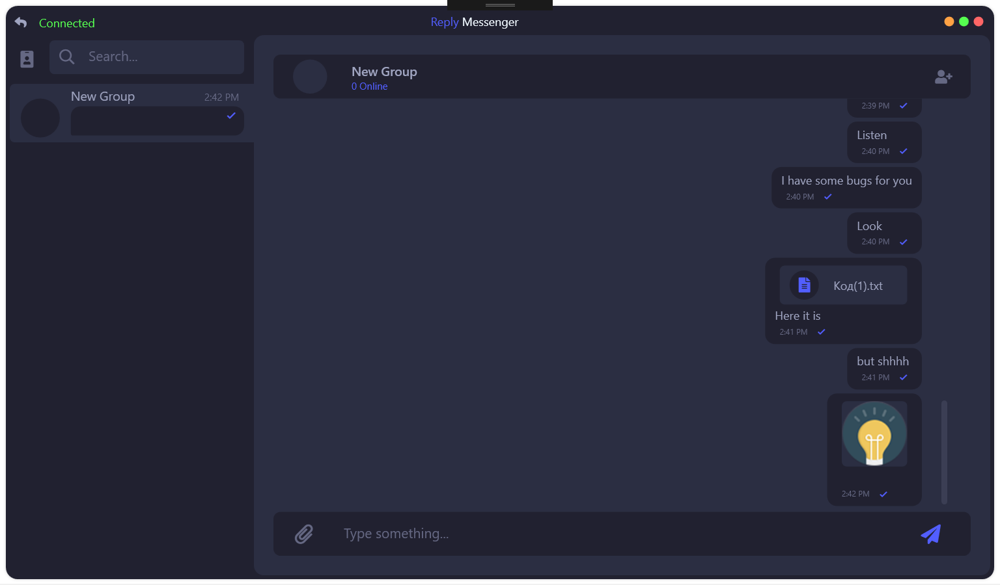 Connected
Reply Messenger
Search...
New Group
2:42 PM
New Group
0 Online
2:39 PM
Listen
2:40 PM
I have some bugs for you
2:40 PM
Look
2:40 PM
Код(1).txt
Here it is
2:41 PM
but shhhh
2:41 PM
2:42 PM
Type something...